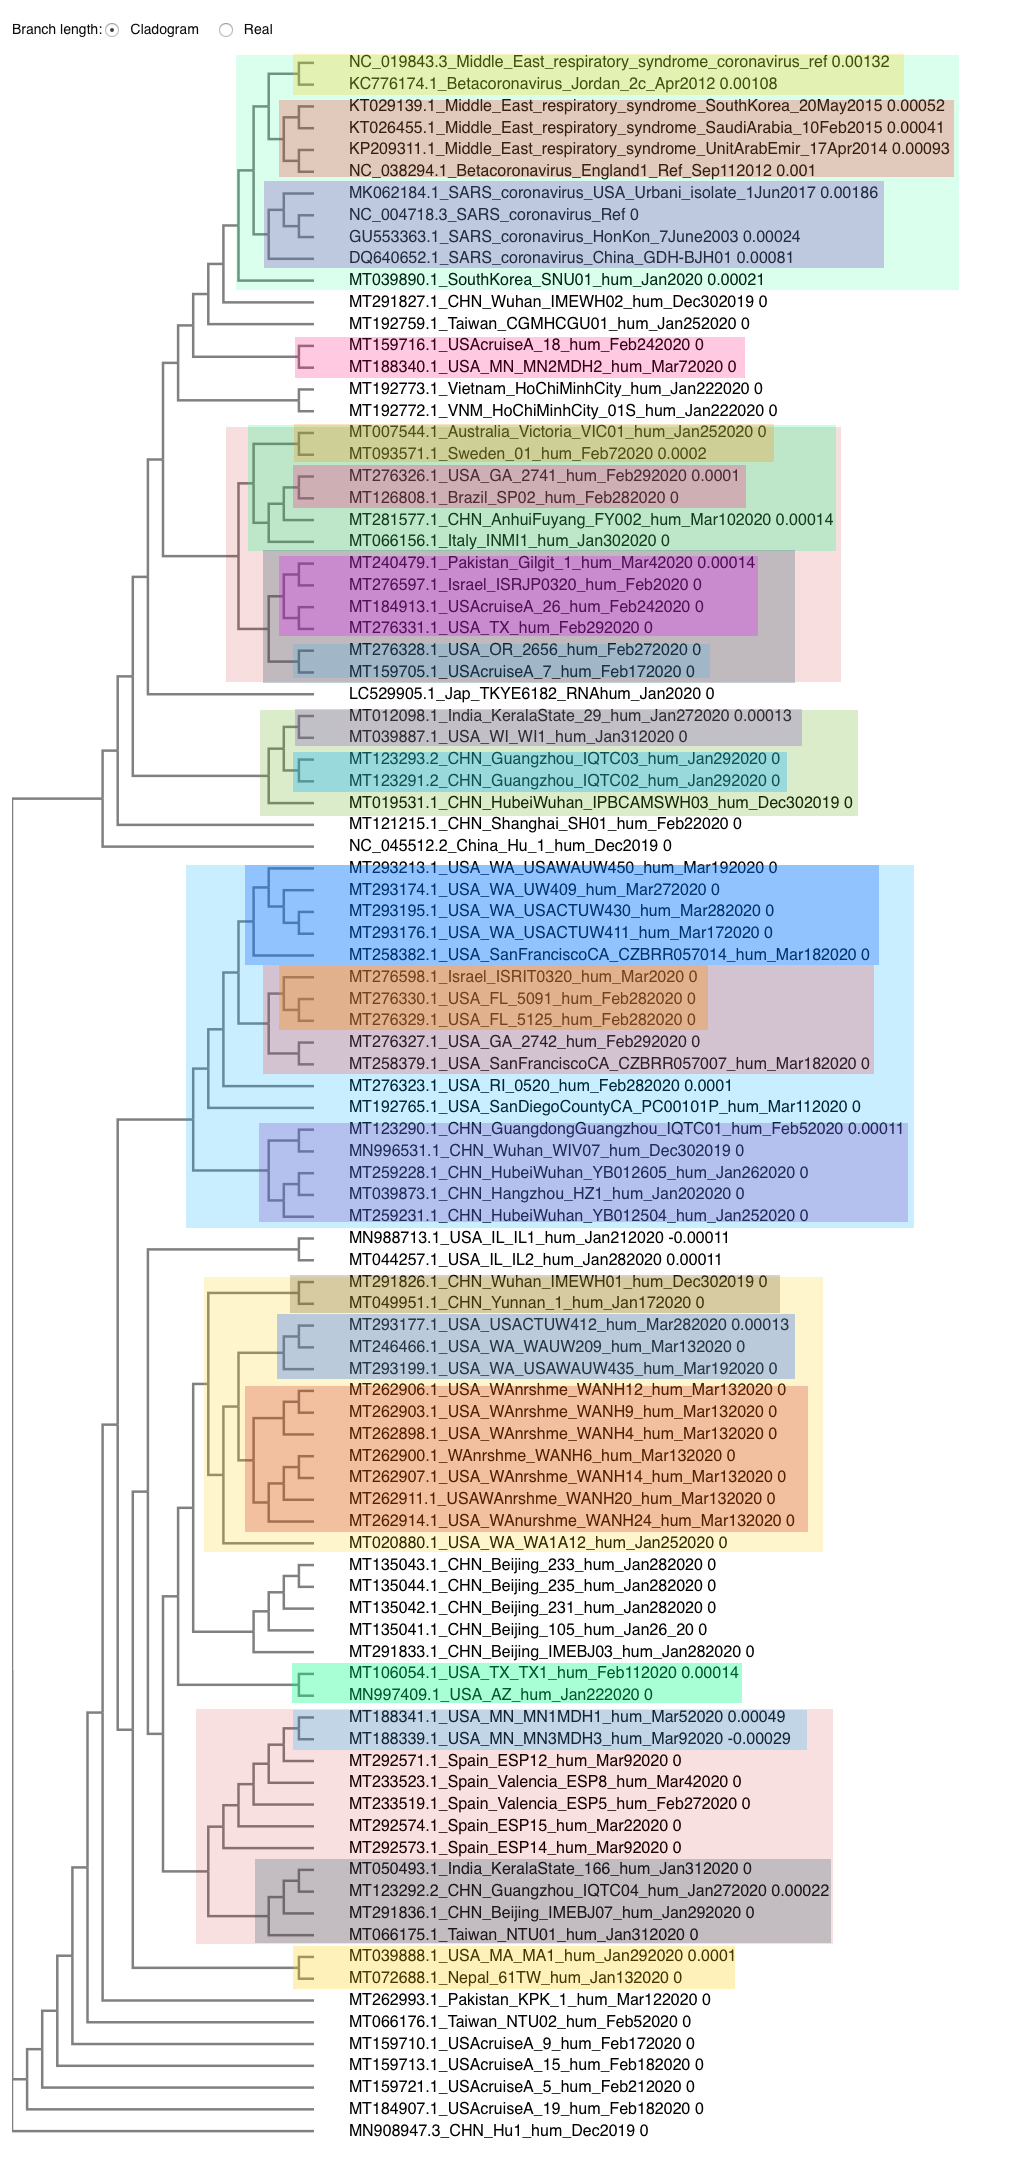 Branch length: Cladogram Real
NC_019843.3_Middle_East_respiratory_syndrome_coronavirus_ref 0.00132
KC776174.1_Betacoronavirus_Jordan_2c_Apr2012 0.00108
KT029139.1_Middle_East_respiratory_syndrome_SouthKorea_20May2015 0.00052
KT026455.1_Middle_East_respiratory_syndrome_SaudiArabia_10Feb2015 0.00041
KP209311.1_Middle_East_respiratory_syndrome_UnitArabEmir_17Apr2014 0.00093
NC_038294.1_Betacoronavirus_England1_Ref_Sep112012 0.001
MK062184.1_SARS_coronavirus_USA_Urbani_isolate_1Jun2017 0.00186
NC_004718.3_SARS_coronavirus_Ref 0
GU553363.1_SARS_coronavirus_HonKon_7June2003 0.00024
DQ640652.1_SARS_coronavirus_China_GDH-BJH01 0.00081
MT039890.1_SouthKorea_SNU01_hum_Jan2020 0.00021
MT291827.1_CHN_Wuhan_IMEWH02_hum_Dec302019 0
MT192759.1_Taiwan_CGMHCGU01_hum_Jan252020 0
MT159716.1_USAcruiseA_18_hum_Feb242020 0
MT188340.1_USA_MN_MN2MDH2_hum_Mar72020 0
MT192773.1_Vietnam_HoChiMinhCity_hum_Jan222020 0
MT192772.1_VNM_HoChiMinhCity_01S_hum_Jan222020 0
MT007544.1_Australia_Victoria_VIC01_hum_Jan252020 0
MT093571.1_Sweden_01_hum_Feb72020 0.0002
MT276326.1_USA_GA_2741_hum_Feb292020 0.0001
MT126808.1_Brazil_SP02_hum_Feb282020 0
MT281577.1_CHN_AnhuiFuyang_FY002_hum_Mar102020 0.00014
MT066156.1_Italy_INMI1_hum_Jan302020 0
MT240479.1_Pakistan_Gilgit_1_hum_Mar42020 0.00014
MT276597.1_Israel_ISRJP0320_hum_Feb2020 0
MT184913.1_USAcruiseA_26_hum_Feb242020 0
MT276331.1_USA_TX_hum_Feb292020 0
MT276328.1_USA_OR_2656_hum_Feb272020 0
MT159705.1_USAcruiseA_7_hum_Feb172020 0
LC529905.1_Jap_TKYE6182_RNAhum_Jan2020 0
MT012098.1_India_KeralaState_29_hum_Jan272020 0.00013
MT039887.1_USA_WI_WI1_hum_Jan312020 0
MT123293.2_CHN_Guangzhou_IQTC03_hum_Jan292020 0
MT123291.2_CHN_Guangzhou_IQTC02_hum_Jan292020 0
MT019531.1_CHN_HubeiWuhan_IPBCAMSWH03_hum_Dec302019 0
MT121215.1_CHN_Shanghai_SH01_hum_Feb22020 0
NC_045512.2_China_Hu_1_hum_Dec2019 0
MT293213.1_USA_WA_USAWAUW450_hum_Mar192020 0
MT293174.1_USA_WA_UW409_hum_Mar272020 0
MT293195.1_USA_WA_USACTUW430_hum_Mar282020 0
MT293176.1_USA_WA_USACTUW411_hum_Mar172020 0
MT258382.1_USA_SanFranciscoCA_CZBRR057014_hum_Mar182020 0
MT276598.1_Israel_ISRIT0320_hum_Mar2020 0
MT276330.1_USA_FL_5091_hum_Feb282020 0
MT276329.1_USA_FL_5125_hum_Feb282020 0
MT276327.1_USA_GA_2742_hum_Feb292020 0
MT258379.1_USA_SanFranciscoCA_CZBRR057007_hum_Mar182020 0
MT276323.1_USA_RI_0520_hum_Feb282020 0.0001
MT192765.1_USA_SanDiegoCountyCA_PC00101P_hum_Mar112020 0
MT123290.1_CHN_GuangdongGuangzhou_IQTC01_hum_Feb52020 0.00011
MN996531.1_CHN_Wuhan_WIV07_hum_Dec302019 0
MT259228.1_CHN_HubeiWuhan_YB012605_hum_Jan262020 0
MT039873.1_CHN_Hangzhou_HZ1_hum_Jan202020 0
MT259231.1_CHN_HubeiWuhan_YB012504_hum_Jan252020 0
MN988713.1_USA_IL_IL1_hum_Jan212020 -0.00011
MT044257.1_USA_IL_IL2_hum_Jan282020 0.00011
MT291826.1_CHN_Wuhan_IMEWH01_hum_Dec302019 0
MT049951.1_CHN_Yunnan_1_hum_Jan172020 0
MT293177.1_USA_USACTUW412_hum_Mar282020 0.00013
MT246466.1_USA_WA_WAUW209_hum_Mar132020 0
MT293199.1_USA_WA_USAWAUW435_hum_Mar192020 0
MT262906.1_USA_WAnrshme_WANH12_hum_Mar132020 0
MT262903.1_USA_WAnrshme_WANH9_hum_Mar132020 0
MT262898.1_USA_WAnrshme_WANH4_hum_Mar132020 0
MT262900.1_WAnrshme_WANH6_hum_Mar132020 0
MT262907.1_USA_WAnrshme_WANH14_hum_Mar132020 0
MT262911.1_USAWAnrshme_WANH20_hum_Mar132020 0
MT262914.1_USA_WAnurshme_WANH24_hum_Mar132020 0
MT020880.1_USA_WA_WA1A12_hum_Jan252020 0
MT135043.1_CHN_Beijing_233_hum_Jan282020 0
MT135044.1_CHN_Beijing_235_hum_Jan282020 0
MT135042.1_CHN_Beijing_231_hum_Jan282020 0
MT135041.1_CHN_Beijing_105_hum_Jan26_20 0
MT291833.1_CHN_Beijing_IMEBJ03_hum_Jan282020 0
MT106054.1_USA_TX_TX1_hum_Feb112020 0.00014
MN997409.1_USA_AZ_hum_Jan222020 0
MT188341.1_USA_MN_MN1MDH1_hum_Mar52020 0.00049
MT188339.1_USA_MN_MN3MDH3_hum_Mar92020 -0.00029
MT292571.1_Spain_ESP12_hum_Mar92020 0
MT233523.1_Spain_Valencia_ESP8_hum_Mar42020 0
MT233519.1_Spain_Valencia_ESP5_hum_Feb272020 0
MT292574.1_Spain_ESP15_hum_Mar22020 0
MT292573.1_Spain_ESP14_hum_Mar92020 0
MT050493.1_India_KeralaState_166_hum_Jan312020 0
MT123292.2_CHN_Guangzhou_IQTC04_hum_Jan272020 0.00022
MT291836.1_CHN_Beijing_IMEBJ07_hum_Jan292020 0
MT066175.1_Taiwan_NTU01_hum_Jan312020 0
MT039888.1_USA_MA_MA1_hum_Jan292020 0.0001
MT072688.1_Nepal_61TW_hum_Jan132020 0
MT262993.1_Pakistan_KPK_1_hum_Mar122020 0
MT066176.1_Taiwan_NTU02_hum_Feb52020 0
MT159710.1_USAcruiseA_9_hum_Feb172020 0
MT159713.1_USAcruiseA_15_hum_Feb182020 0
MT159721.1_USAcruiseA_5_hum_Feb212020 0
MT184907.1_USAcruiseA_19_hum_Feb182020 0
MN908947.3_CHN_Hu1_hum_Dec2019 0